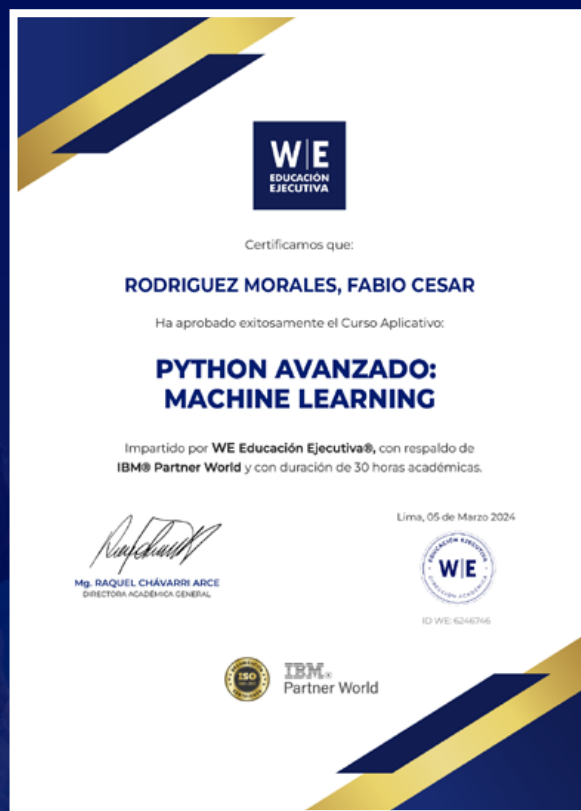 W|E
EDUCACIÓN
EJECUTIVA
Certificamos que:
RODRIGUEZ MORALES, FABIO CESAR
Ha aprobado exitosamente el Curso Aplicativo:
PYTHON AVANZADO:
MACHINE LEARNING
Impartido por WE Educación Ejecutiva®, con respaldo de
IBM® Partner World y con duración de 30 horas académicas.
Lima, 05 de Marzo 2024
Mg. RAQUEL CHÁVARRI ARCE
DIRECTORA ACADÉMICA GENERAL
EDUCACIÓN EJECUTIVA
W|E
DIRECCIÓN ACADÉMICA
ID WE: 6246746
ISO
IBM®
Partner World